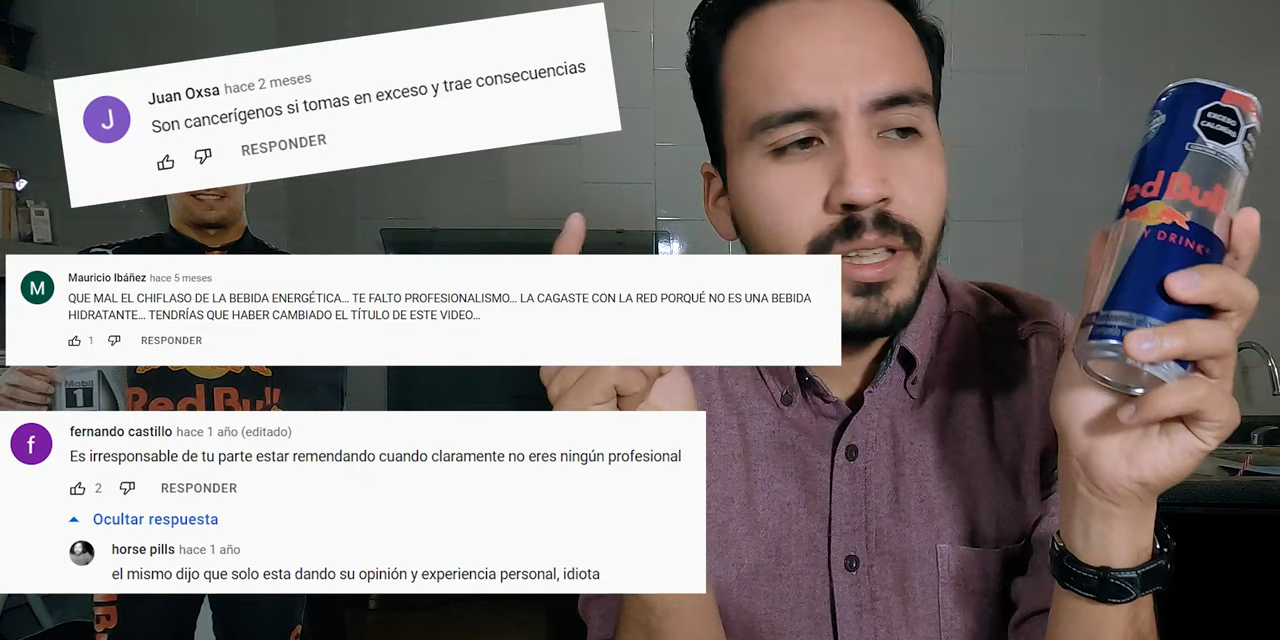 Juan Oxsa hace 2 meses
Son cancerígenos si tomas en exceso y trae consecuencias
RESPONDER
Mauricio Ibáñez hace 5 meses
QUE MAL EL CHIFLASO DE LA BEBIDA ENERGÉTICA... TE FALTO PROFESIONALISMO... LA CAGASTE CON LA RED PORQUÉ NO ES UNA BEBIDA
HIDRATANTE... TENDRÍAS QUE HABER CAMBIADO EL TÍTULO DE ESTE VIDEO...
1 RESPONDER
fernando castillo hace 1 año (editado)
Es irresponsable de tu parte estar remendando cuando claramente no eres ningún profesional
2 RESPONDER
Ocultar respuesta
horse pills hace 1 año
el mismo dijo que solo esta dando su opinión y experiencia personal, idiota
J
M
f
Mobil
1
Red Bull
EXCESO
CALORÍAS
ed Bull
Y DRINK